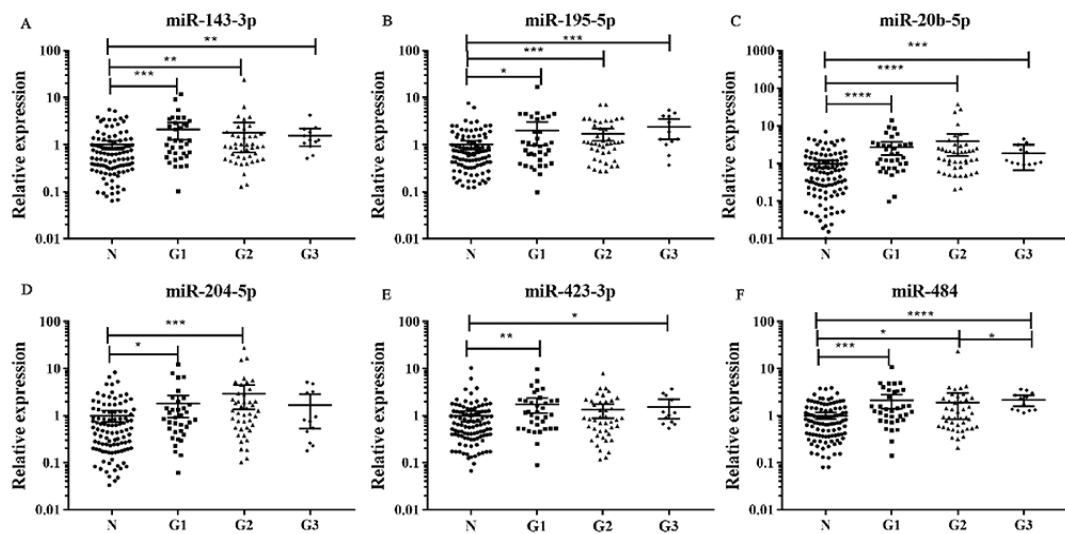 A
miR-143-3p
Relative expression
100
10
1
0.1
0.01
**
**
***
N G1 G2 G3
B
miR-195-5p
Relative expression
100
10
1
0.1
0.01
***
***
*
N G1 G2 G3
C
miR-20b-5p
Relative expression
1000
100
10
1
0.1
0.01
***
****
****
N G1 G2 G3
D
miR-204-5p
Relative expression
100
10
1
0.1
0.01
***
*
N G1 G2 G3
E
miR-423-3p
Relative expression
100
10
1
0.1
0.01
*
**
N G1 G2 G3
F
miR-484
Relative expression
100
10
1
0.1
0.01
****
*
*
***
N G1 G2 G3